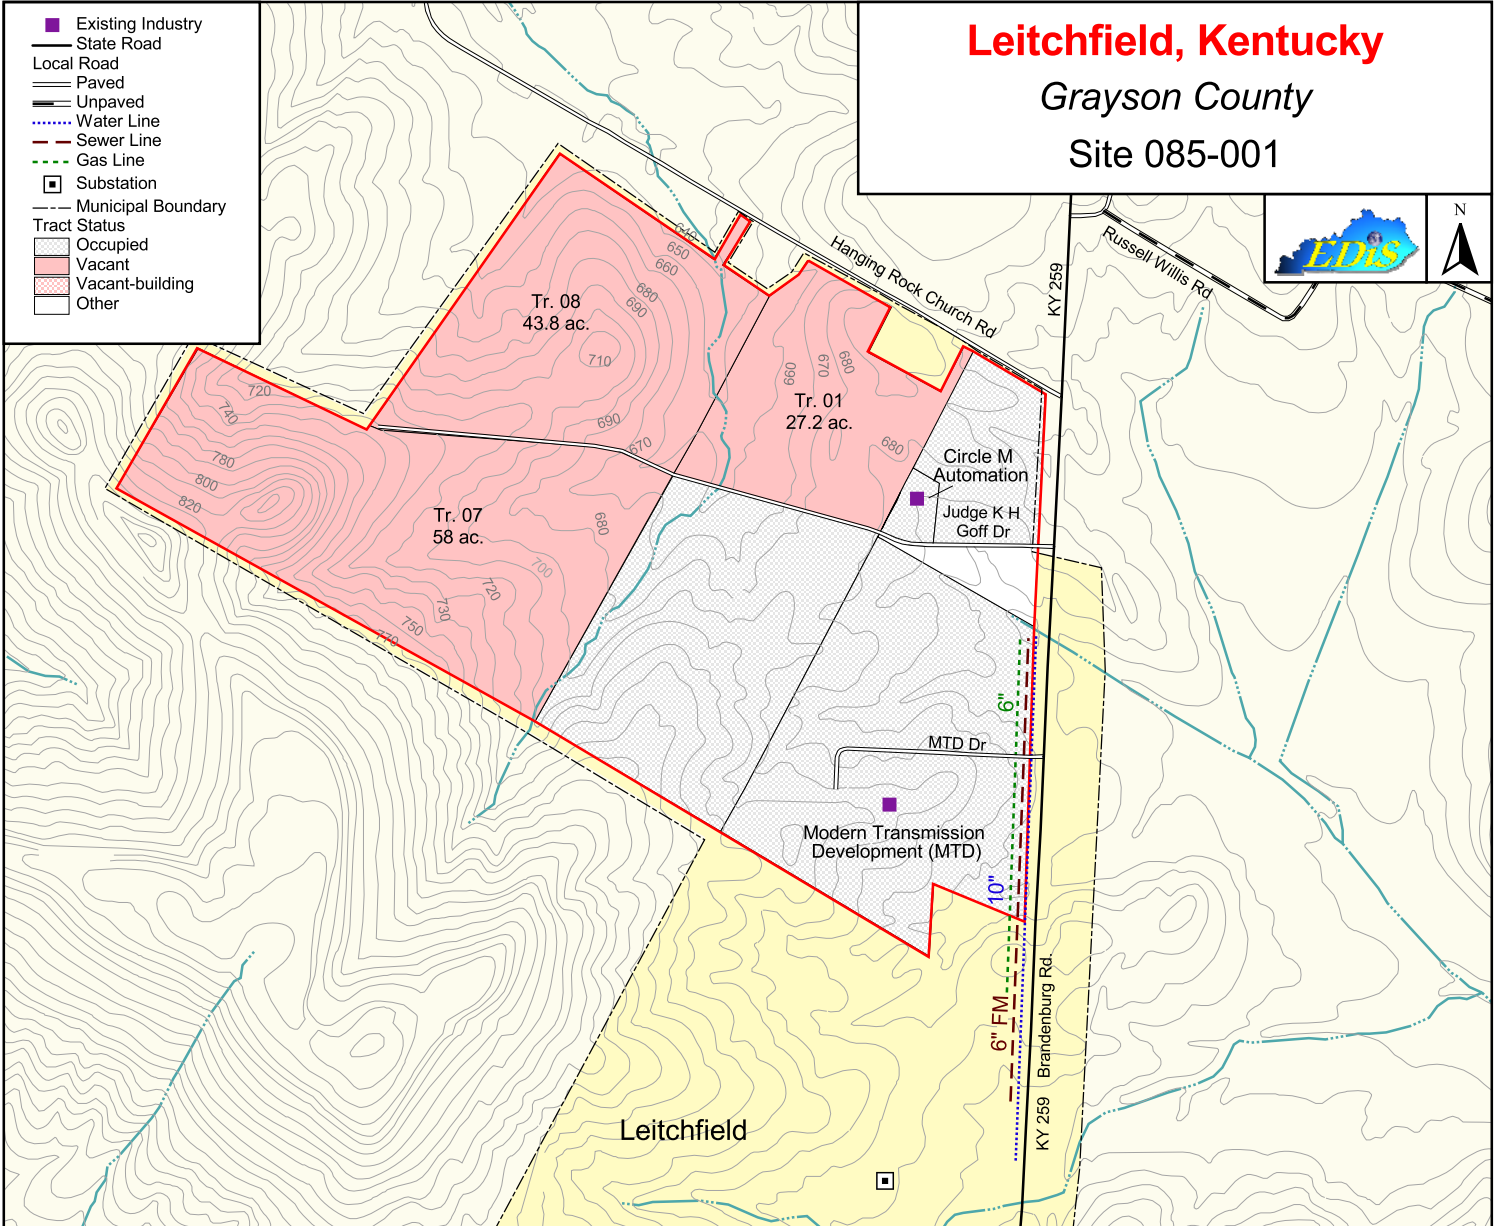 Existing Industry
State Road
Local Road
Paved
Unpaved
Water Line
Sewer Line
Gas Line
Substation
Municipal Boundary
Tract Status
Occupied
Vacant
Vacant-building
Other
Leitchfield, Kentucky
Grayson County
Site 085-001
EDiS
N
Russell Willis Rd
KY 259
Hanging Rock Church Rd
640
650
660
680
690
710
690
670
Tr. 08
43.8 ac.
660
670
680
680
Tr. 01
27.2 ac.
720
740
780
800
820
680
700
720
730
750
770
Tr. 07
58 ac.
Circle M
Automation
Judge K H
Goff Dr
6"
MTD Dr
Modern Transmission
Development (MTD)
10"
6" FM
Brandenburg Rd.
KY 259
Leitchfield